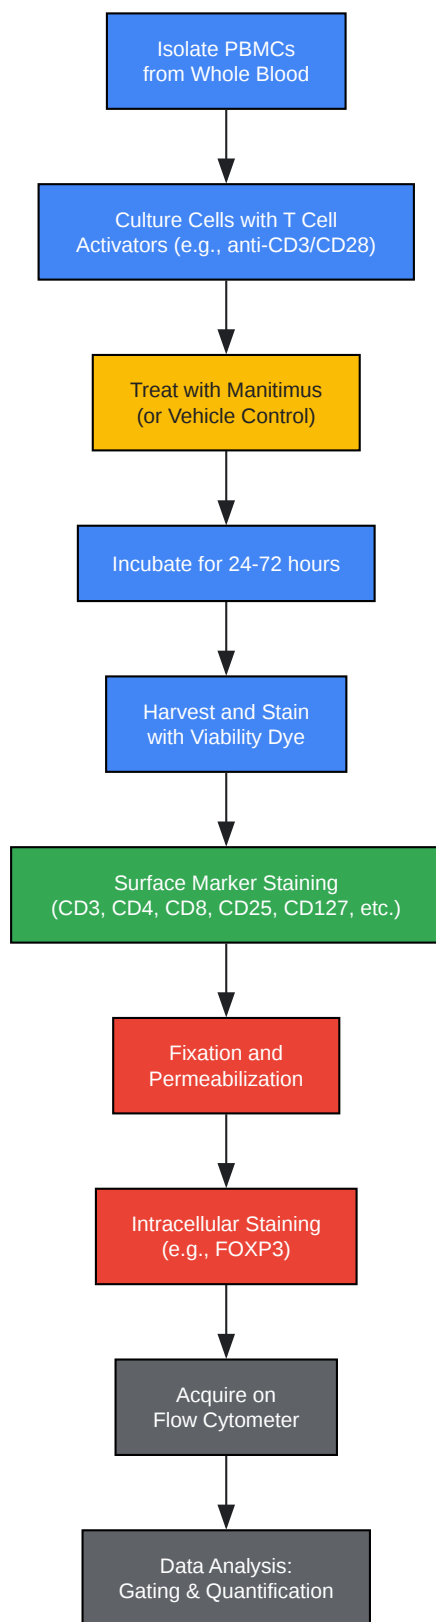 Isolate PBMCs
from Whole Blood
Culture Cells with T Cell
Activators (e.g., anti-CD3/CD28)
Treat with Manitimus
(or Vehicle Control)
Incubate for 24-72 hours
Harvest and Stain
with Viability Dye
Surface Marker Staining
(CD3, CD4, CD8, CD25, CD127, etc.)
Fixation and
Permeabilization
Intracellular Staining
(e.g., FOXP3)
Acquire on
Flow Cytometer
Data Analysis:
Gating & Quantification